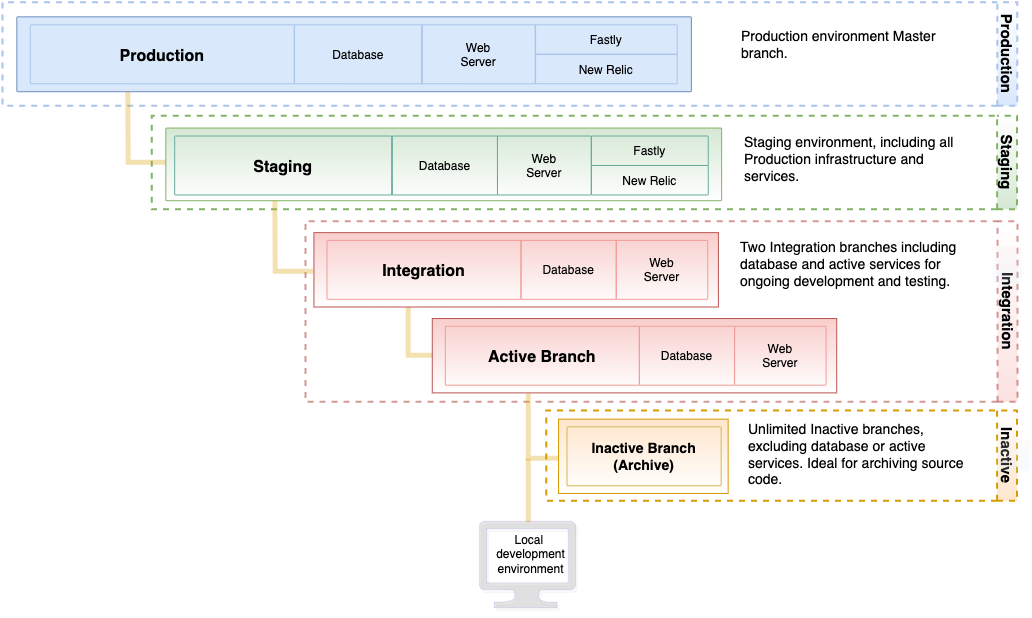 Production
Database
Web
Server
Fastly
New Relic
Production environment Master
branch.
Production
Staging
Database
Web
Server
Fastly
New Relic
Staging environment, including all
Production infrastructure and
services.
Staging
Integration
Database
Web
Server
Two Integration branches including
database and active services for
ongoing development and testing.
Integration
Active Branch
Database
Web
Server
Inactive Branch
(Archive)
Unlimited Inactive branches,
excluding database or active
services. Ideal for archiving source
code.
Inactive
Local
development
environment